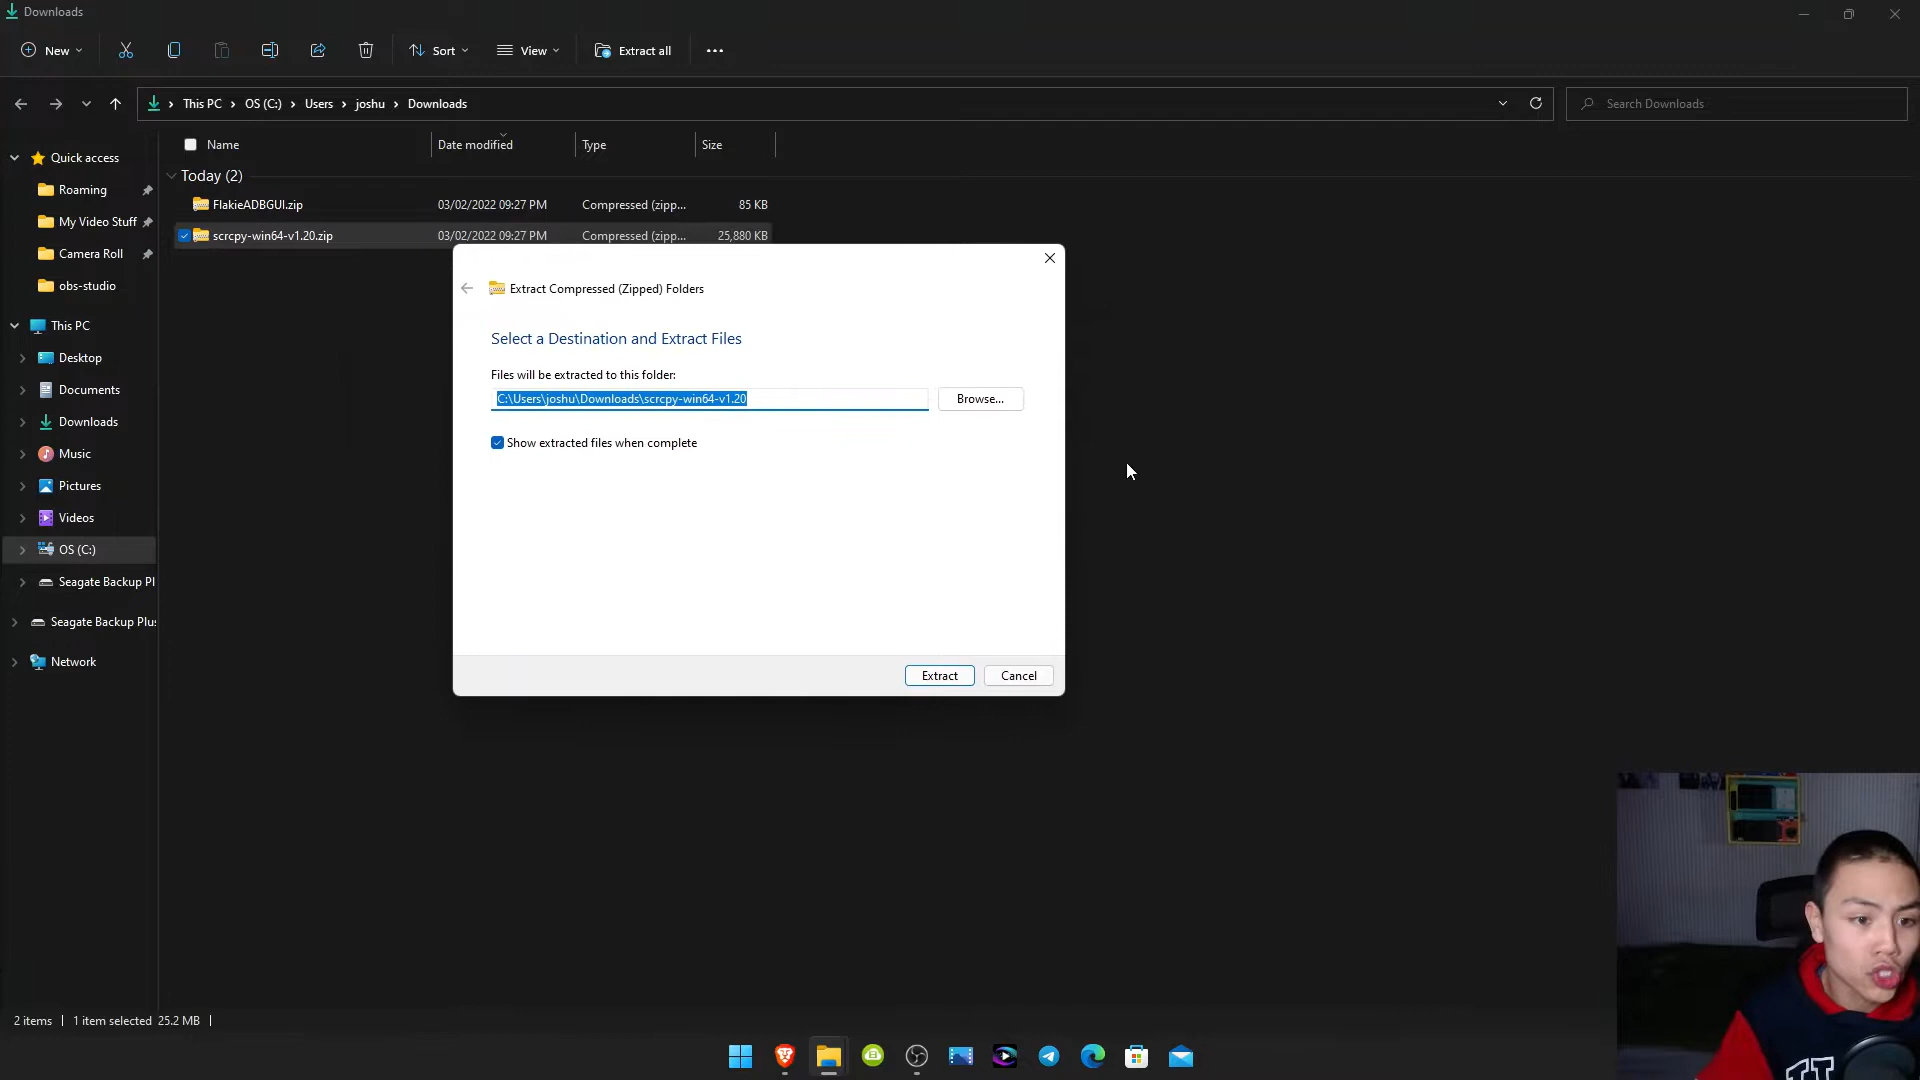 Downloads
New
Sort
View
Extract all
This PC
OS (C:)
Users
joshu
Downloads
Search Downloads
Name
Date modified
Type
Size
Quick access
Roaming
My Video Stuff
Camera Roll
obs-studio
This PC
Desktop
Documents
Downloads
Music
Pictures
Videos
OS (C:)
Seagate Backup Pl
Seagate Backup Plus
Network
Today (2)
FlakieADBGUI.zip 03/02/2022 09:27 PM Compressed (zipp... 85 KB
scrcpy-win64-v1.20.zip 03/02/2022 09:27 PM Compressed (zipp... 25,880 KB
Extract Compressed (Zipped) Folders
Select a Destination and Extract Files
Files will be extracted to this folder:
C:\Users\joshu\Downloads\scrcpy-win64-v1.20
Browse...
Show extracted files when complete
Extract
Cancel
2 items
1 item selected 25.2 MB